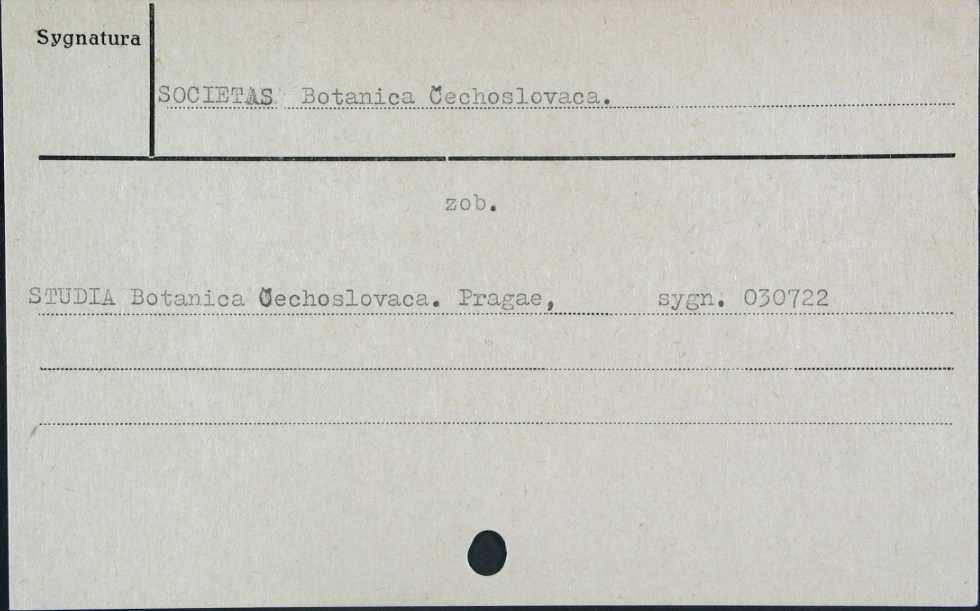 Sygnatura
SOCIETAS Botanica Čechoslovaca.
zob.
STUDIA Botanica Čechoslovaca. Pragae, sygn. 030722